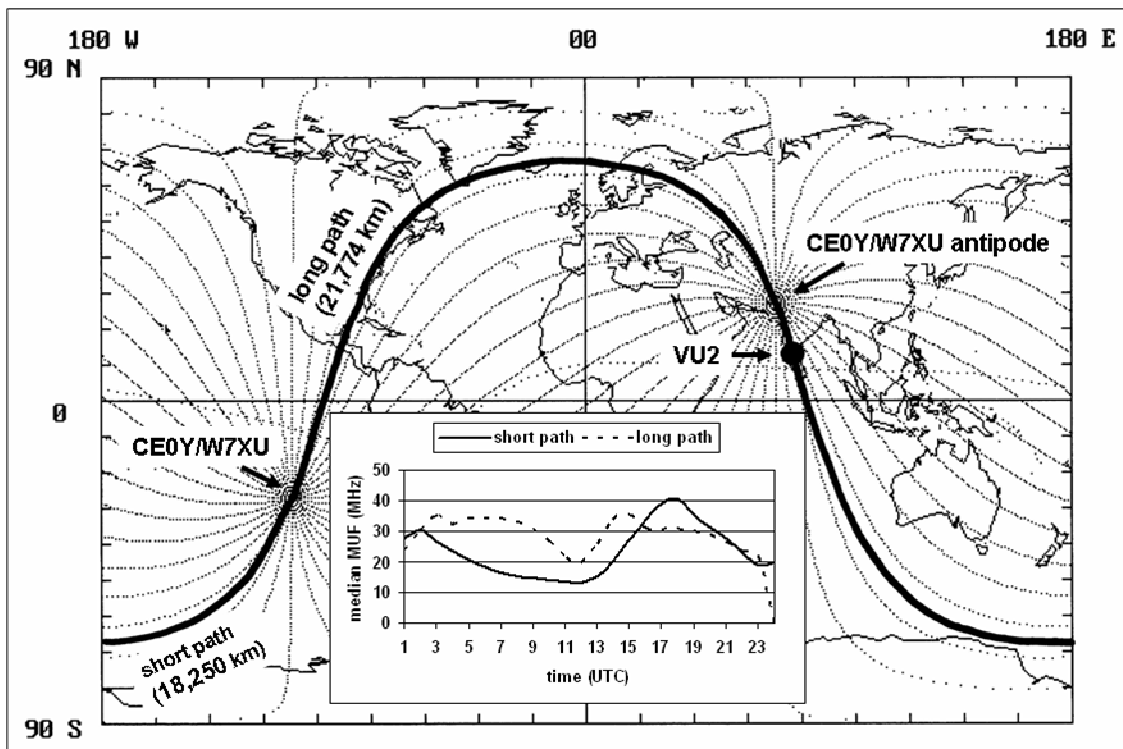 180 W 00 180 E
90 N
long path
(21,774 km)
CE0Y/W7XU antipode
VU2
0
CE0Y/W7XU
short path long path
median MUF (MHz)
50
40
30
20
10
0
1 3 5 7 9 11 13 15 17 19 21 23
time (UTC)
short path
(18,250 km)
90 S